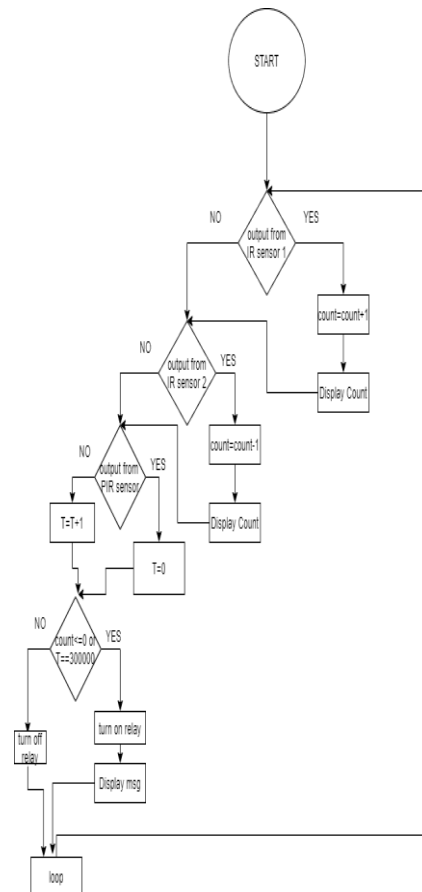 START
NO
YES
output from
IR sensor 1
count=count+1
Display Count
NO
YES
output from
IR sensor 2
count=count-1
Display Count
NO
YES
output from
PIR sensor
T=T+1
T=0
NO
YES
count<=0 or
T==300000
turn on relay
turn off
relay
Display msg
loop